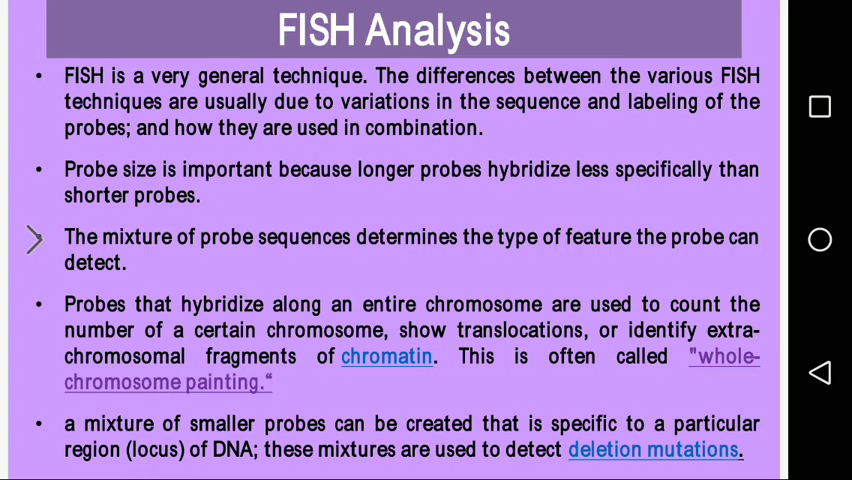 FISH Analysis
• FISH is a very general technique. The differences between the various FISH
techniques are usually due to variations in the sequence and labeling of the
probes; and how they are used in combination.
• Probe size is important because longer probes hybridize less specifically than
shorter probes.
• The mixture of probe sequences determines the type of feature the probe can
detect.
• Probes that hybridize along an entire chromosome are used to count the
number of a certain chromosome, show translocations, or identify extra-
chromosomal fragments of chromatin. This is often called "whole-
chromosome painting.“
• a mixture of smaller probes can be created that is specific to a particular
region (locus) of DNA; these mixtures are used to detect deletion mutations.